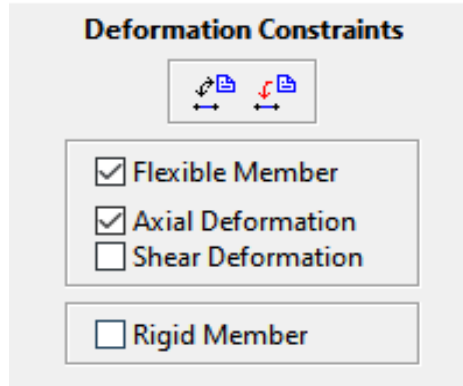 Deformation Constraints
Flexible Member
Axial Deformation
Shear Deformation
Rigid Member